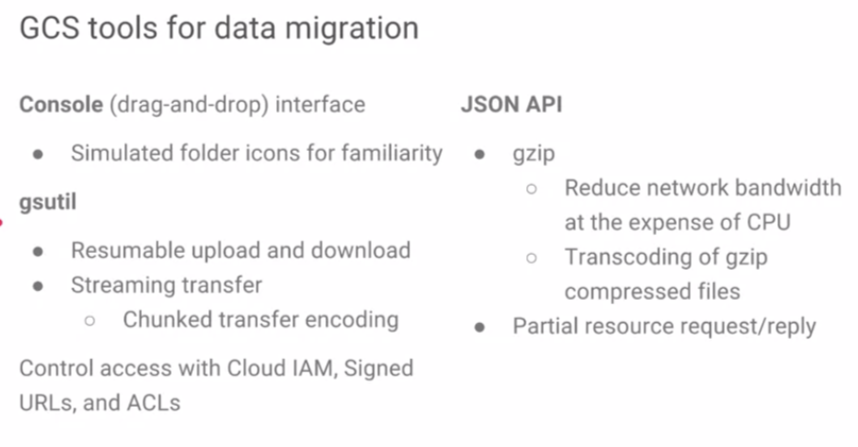 GCS tools for data migration
Console (drag-and-drop) interface
● Simulated folder icons for familiarity
gsutil
● Resumable upload and download
● Streaming transfer
○ Chunked transfer encoding
Control access with Cloud IAM, Signed
URLs, and ACLs
JSON API
● gzip
○ Reduce network bandwidth
at the expense of CPU
○ Transcoding of gzip
compressed files
● Partial resource request/reply